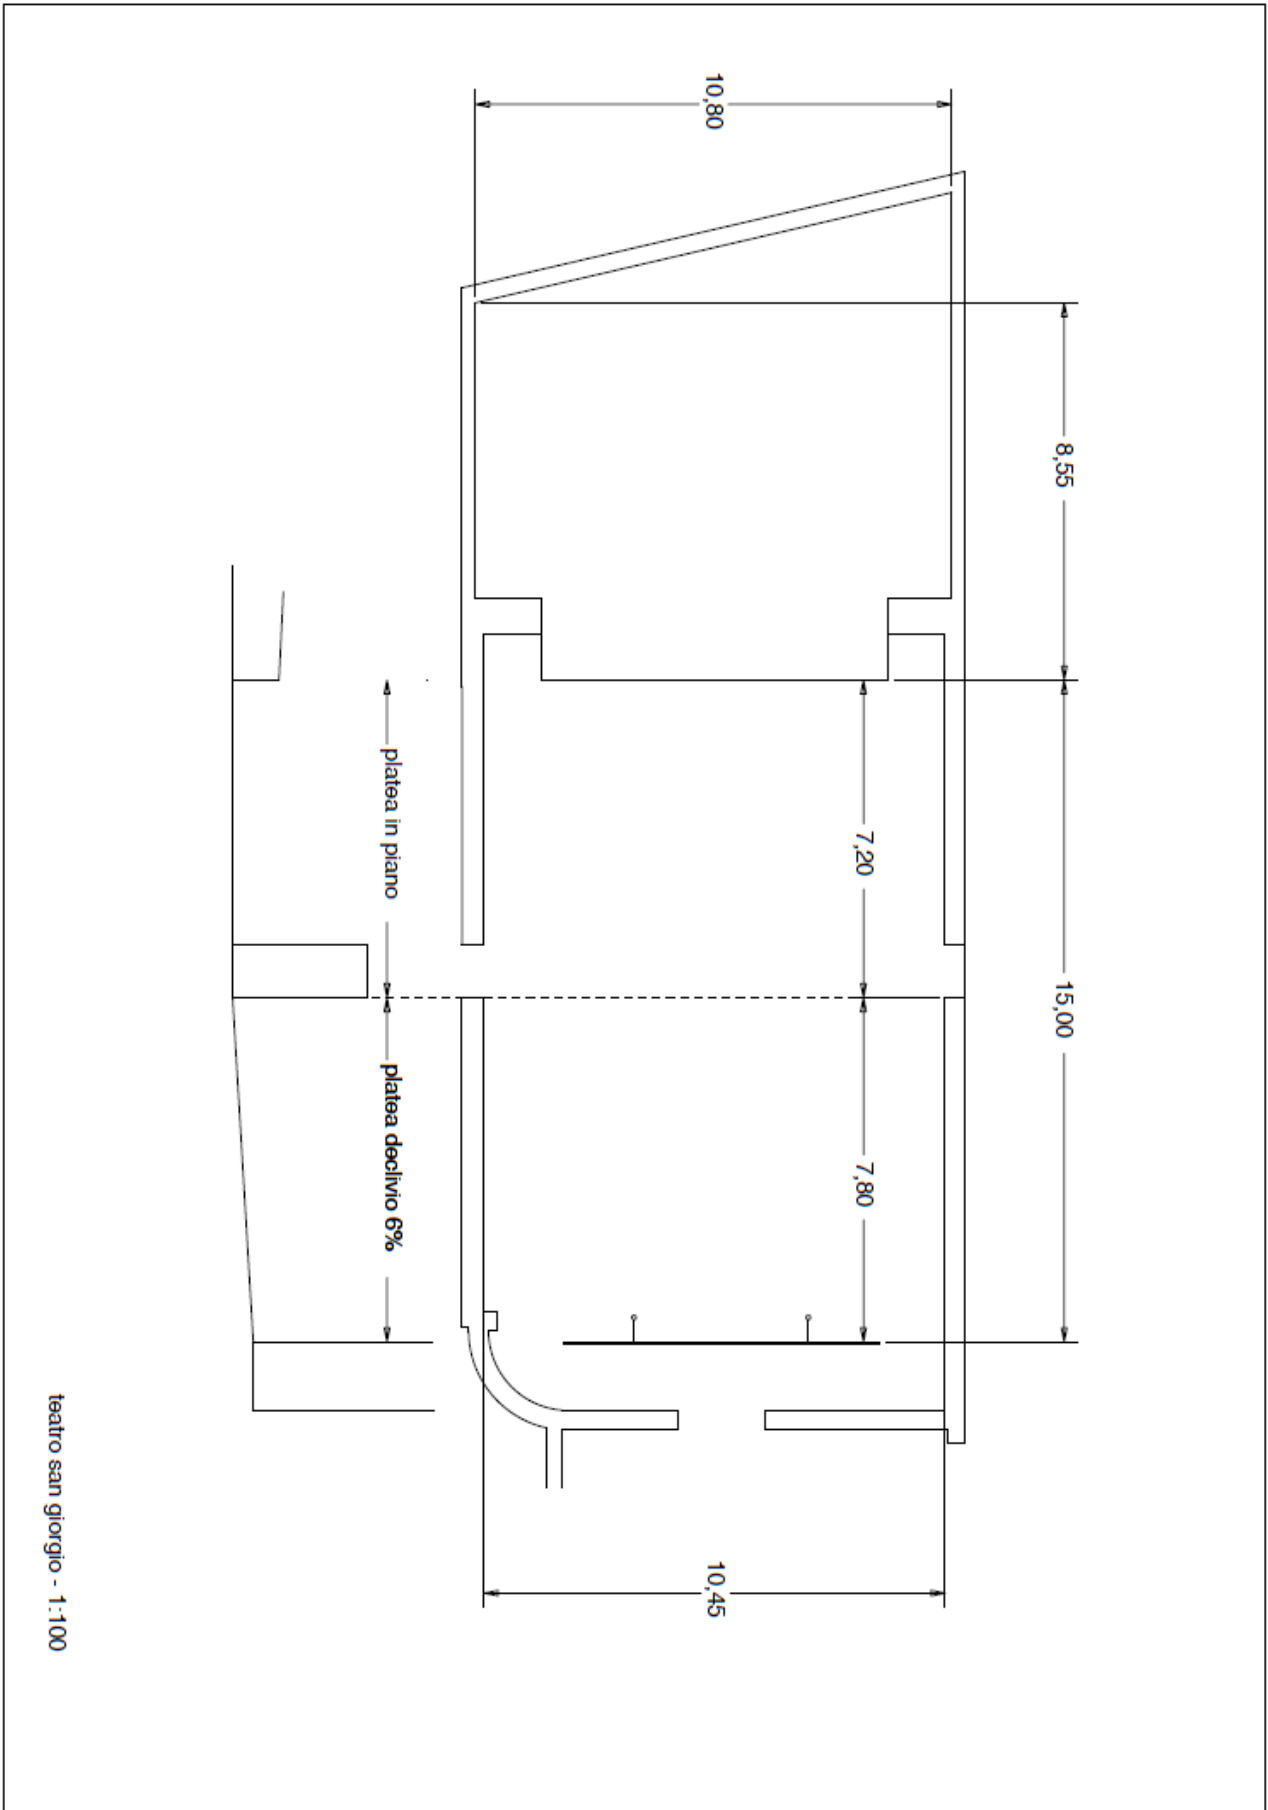 10,80
8,55
15,00
7,20
7,80
platea in piano
platea declivio 6%
10,45
teatro san giorgio - 1:100